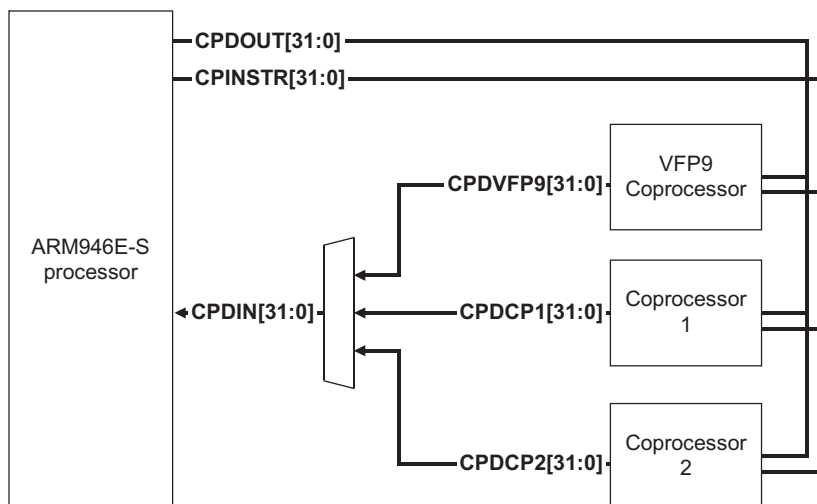 CPDOUT[31:0]
CPINSTR[31:0]
VFP9
Coprocessor
CPDVFP9[31:0]
ARM946E-S
processor
CPDIN[31:0]
CPDCP1[31:0]
Coprocessor
1
CPDCP2[31:0]
Coprocessor
2